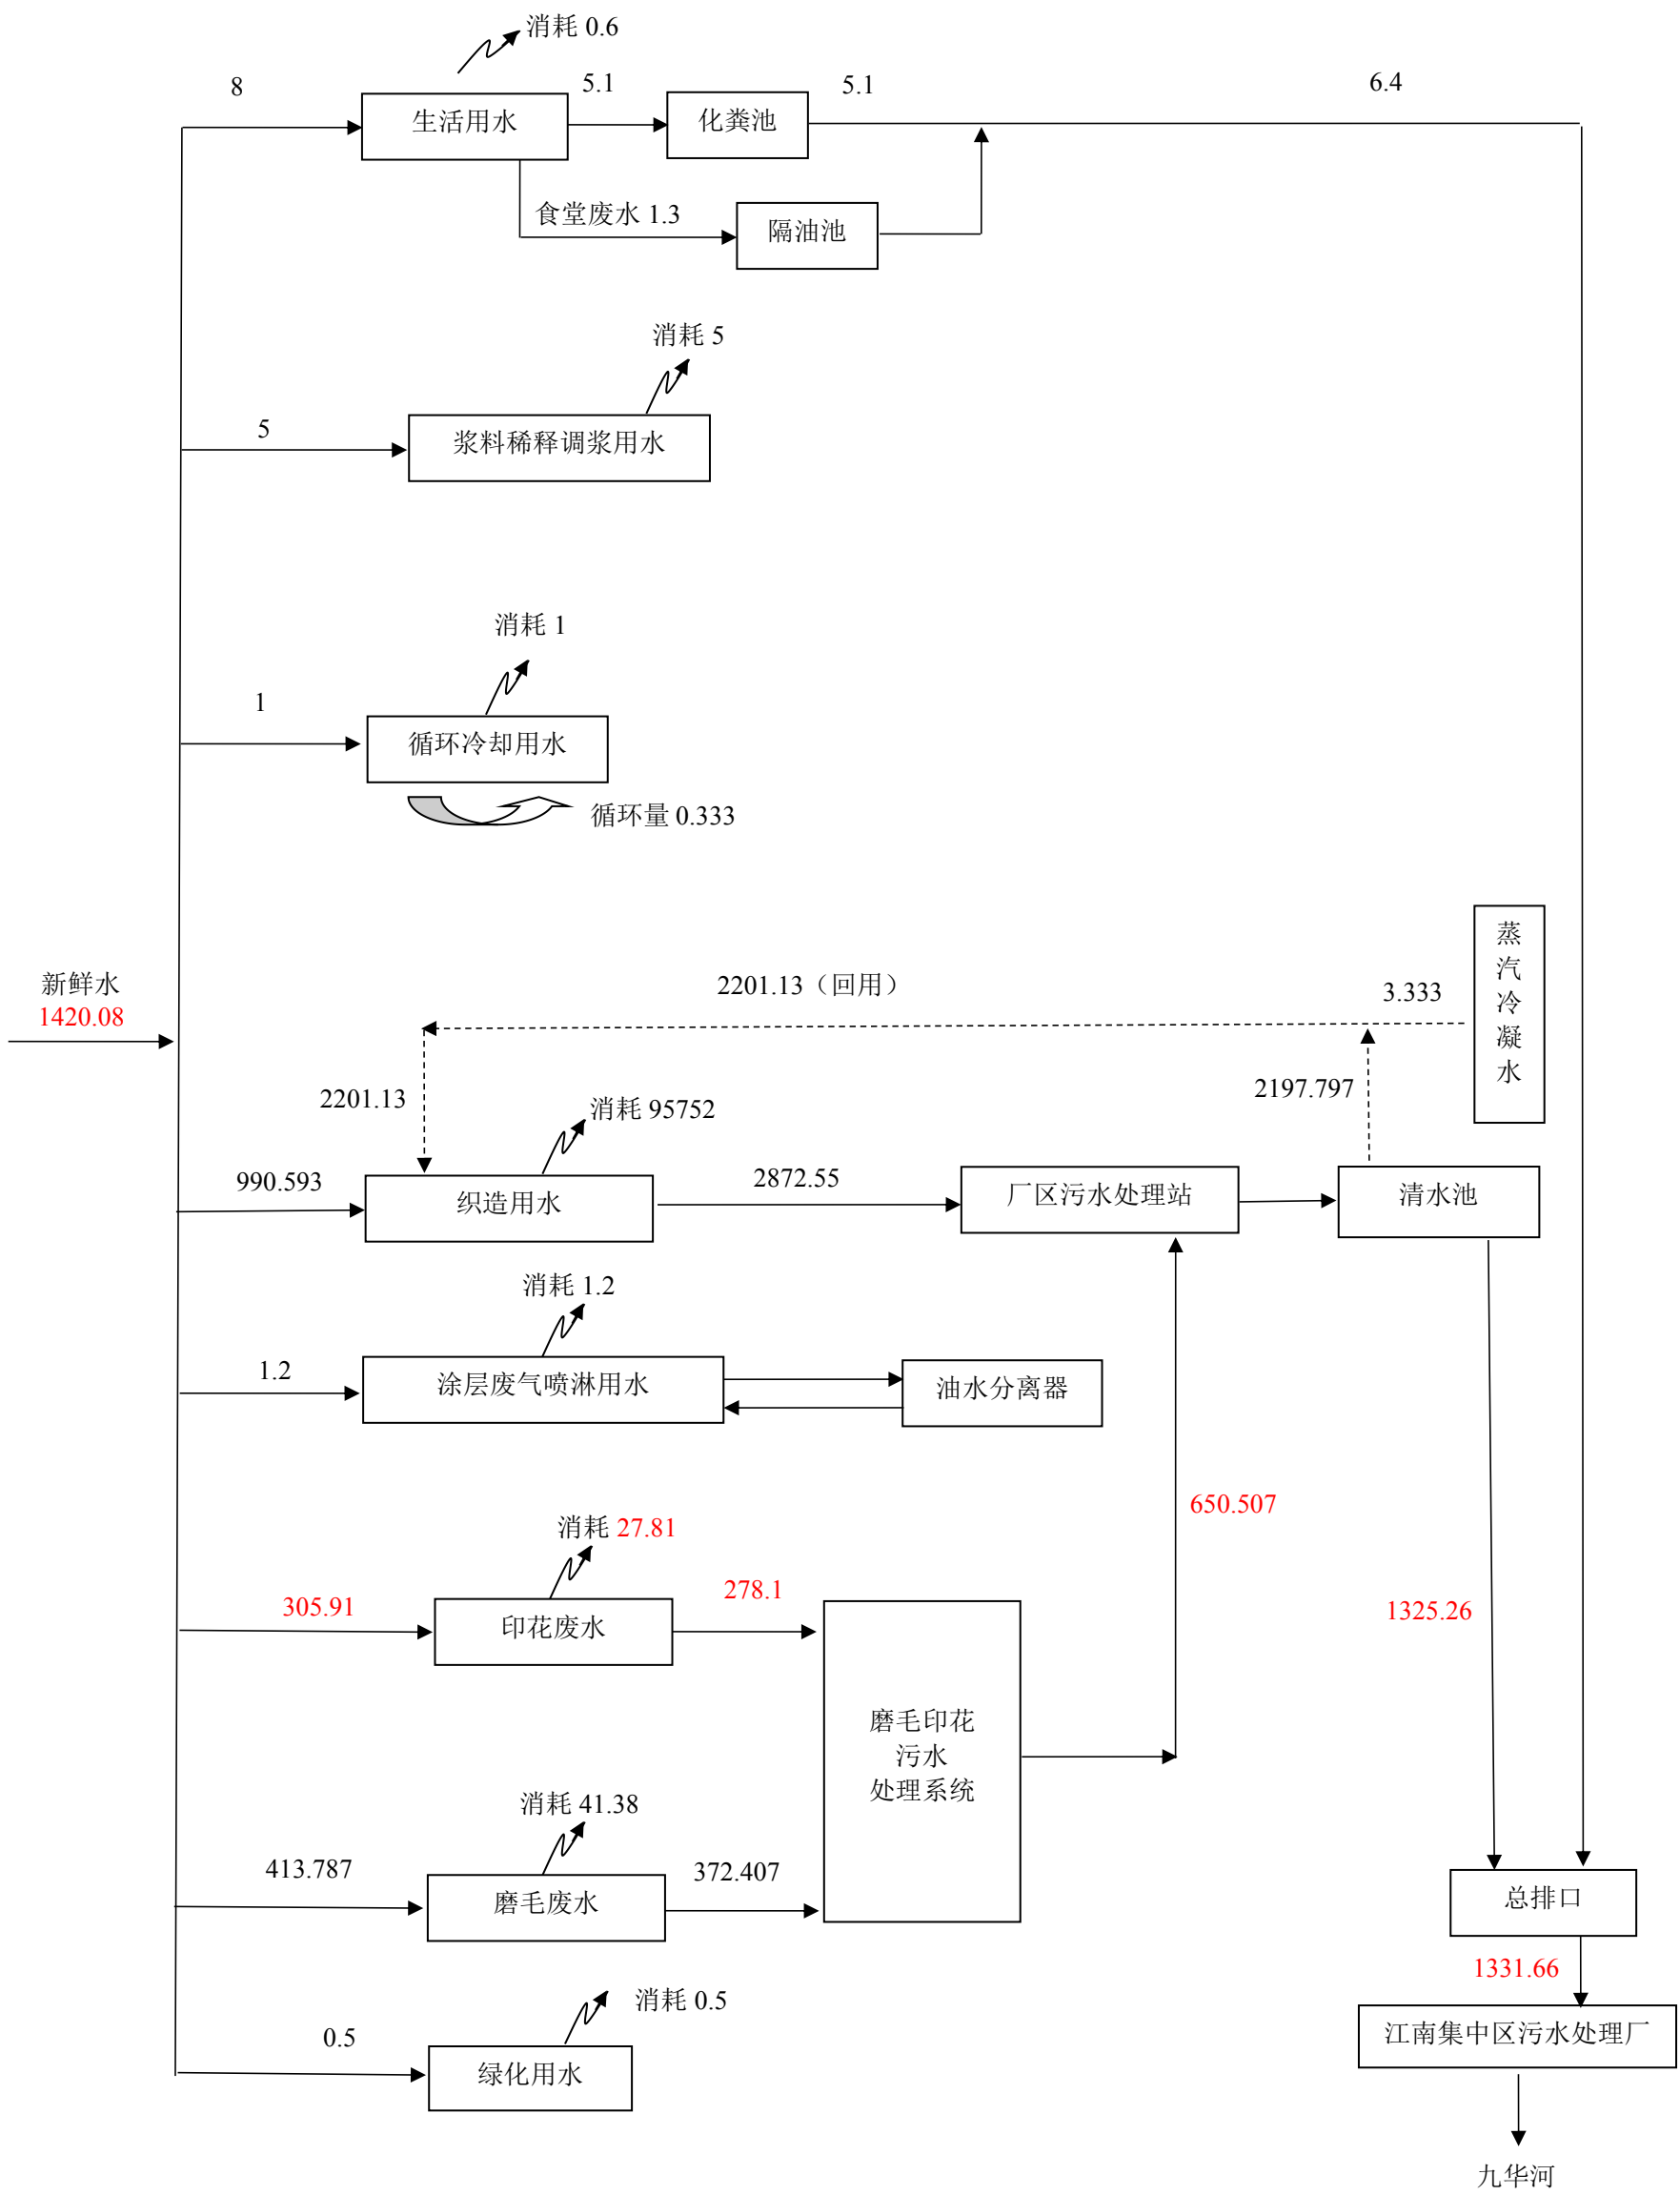 消耗 0.6
8
5.1
5.1
6.4
生活用水
化粪池
食堂废水 1.3
隔油池
消耗 5
5
浆料稀释调浆用水
消耗 1
1
循环冷却用水
循环量 0.333
蒸
汽
冷
凝
水
新鲜水
1420.08
2201.13（回用）
3.333
2201.13
消耗 95752
2197.797
990.593
织造用水
2872.55
厂区污水处理站
清水池
消耗 1.2
1.2
涂层废气喷淋用水
油水分离器
650.507
消耗 27.81
305.91
印花废水
278.1
1325.26
磨毛印花
污水
处理系统
消耗 41.38
413.787
磨毛废水
372.407
总排口
1331.66
消耗 0.5
0.5
绿化用水
江南集中区污水处理厂
九华河